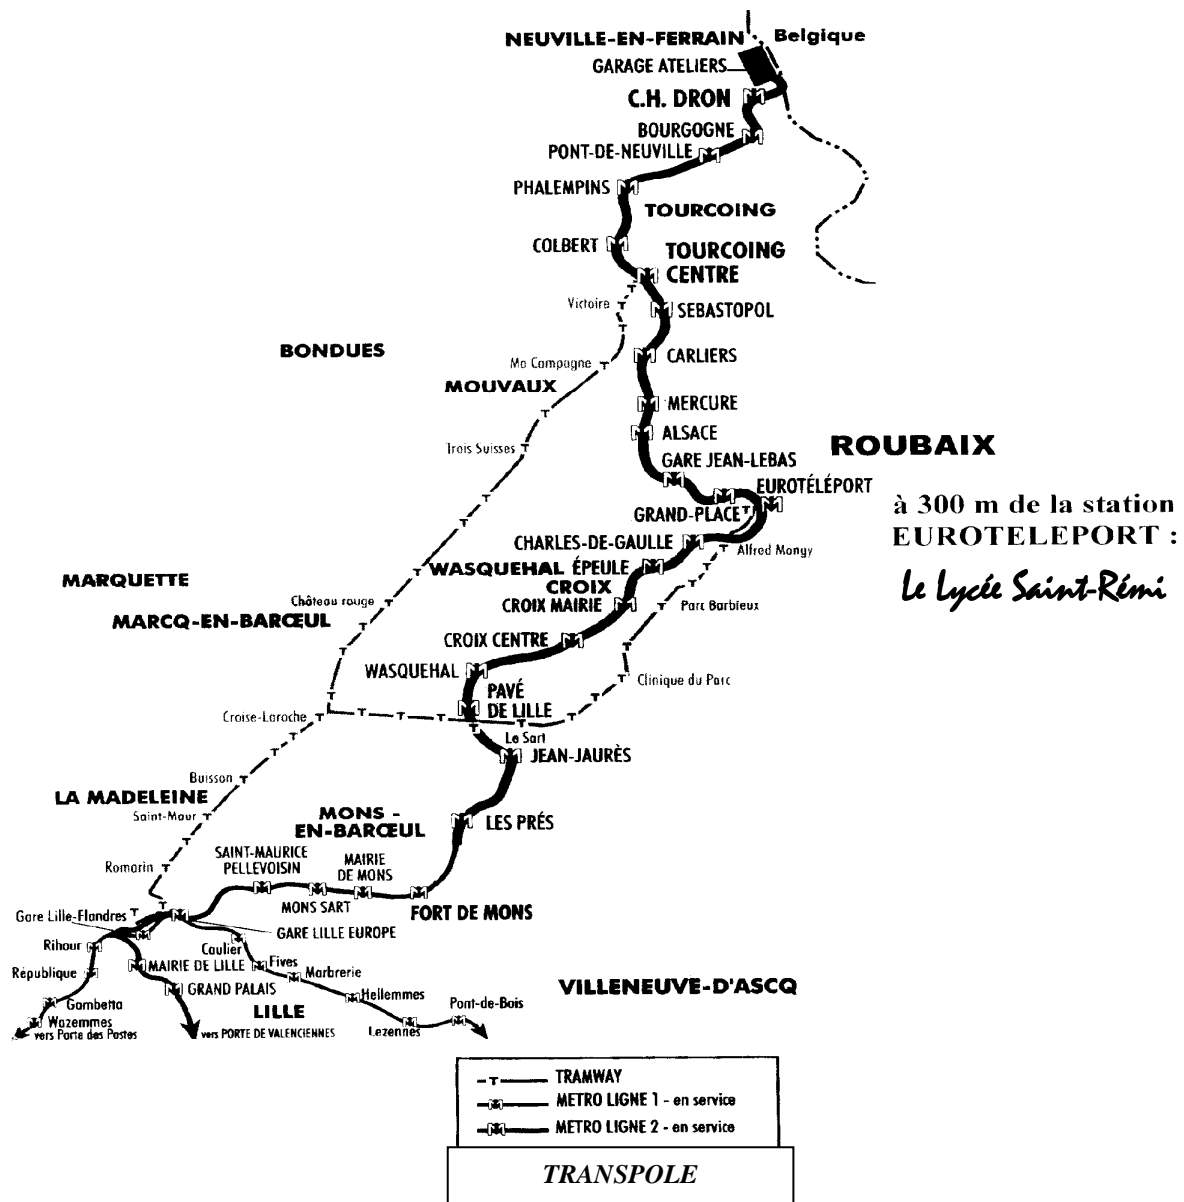 NEUVILLE-EN-FERRAIN
Belgique
GARAGE ATELIERS
C.H. DRON
BOURGOGNE
PONT-DE-NEUVILLE
PHALEMPINS
TOURCOING
COLBERT
TOURCOING
CENTRE
Victoire
SEBASTOPOL
BONDUES
Ma Campagne
CARLIERS
MOUVAUX
MERCURE
ALSACE
Trois Suisses
ROUBAIX
GARE JEAN-LEBAS
EUROTÉLÉPORT
GRAND-PLACE
à 300 m de la station
EUROTELEPORT :
Le Lycée Saint-Rémi
CHARLES-DE-GAULLE
Alfred Mongy
WASQUEHAL
ÉPEULE
CROIX
MARQUETTE
Château rouge
CROIX MAIRIE
Parc Barbieux
MARCQ-EN-BARŒUL
CROIX CENTRE
WASQUEHAL
Clinique du Parc
PAVÉ
DE LILLE
Croise-Laroche
Le Sart
JEAN-JAURÈS
Buisson
LA MADELEINE
Saint-Maur
MONS -
EN-BARŒUL
LES PRÉS
Romarin
SAINT-MAURICE
PELLEVOISIN
MAIRIE
DE MONS
MONS SART
FORT DE MONS
Gare Lille-Flandres
GARE LILLE EUROPE
Rihour
Caulier
MAIRIE DE LILLE
Fives
République
Marbrerie
GRAND PALAIS
Hellemmes
VILLENEUVE-D'ASCQ
Gambetta
LILLE
Pont-de-Bois
Wazemmes
Lezennes
vers Porte des Postes
vers PORTE DE VALENCIENNES
TRAMWAY
METRO LIGNE 1 - en service
METRO LIGNE 2 - en service
TRANSPOLE